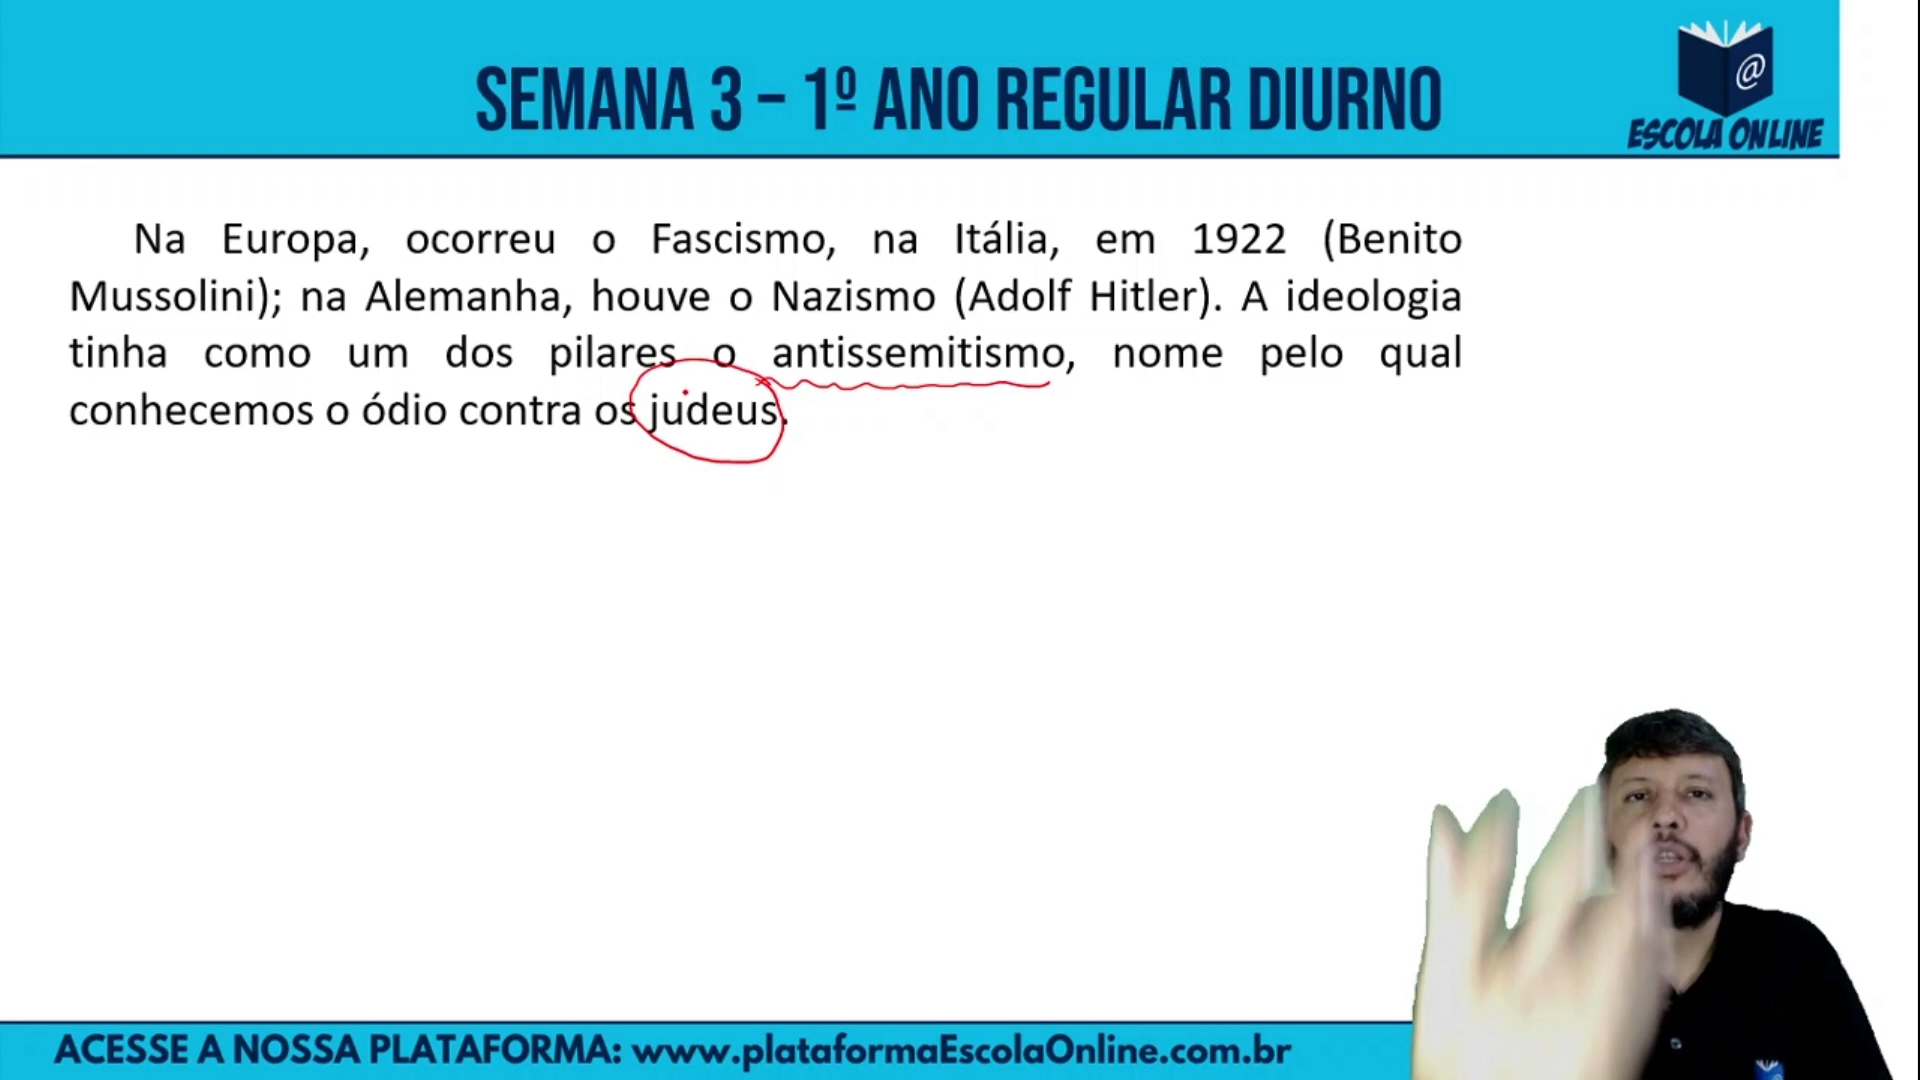 SEMANA 3 – 1º ANO REGULAR DIURNO
@
ESCOLA ONLINE
Na Europa, ocorreu o Fascismo, na Itália, em 1922 (Benito
Mussolini); na Alemanha, houve o Nazismo (Adolf Hitler). A ideologia
tinha como um dos pilares o antissemitismo, nome pelo qual
conhecemos o ódio contra os judeus.
ACESSE A NOSSA PLATAFORMA: www.plataformaEscolaOnline.com.br